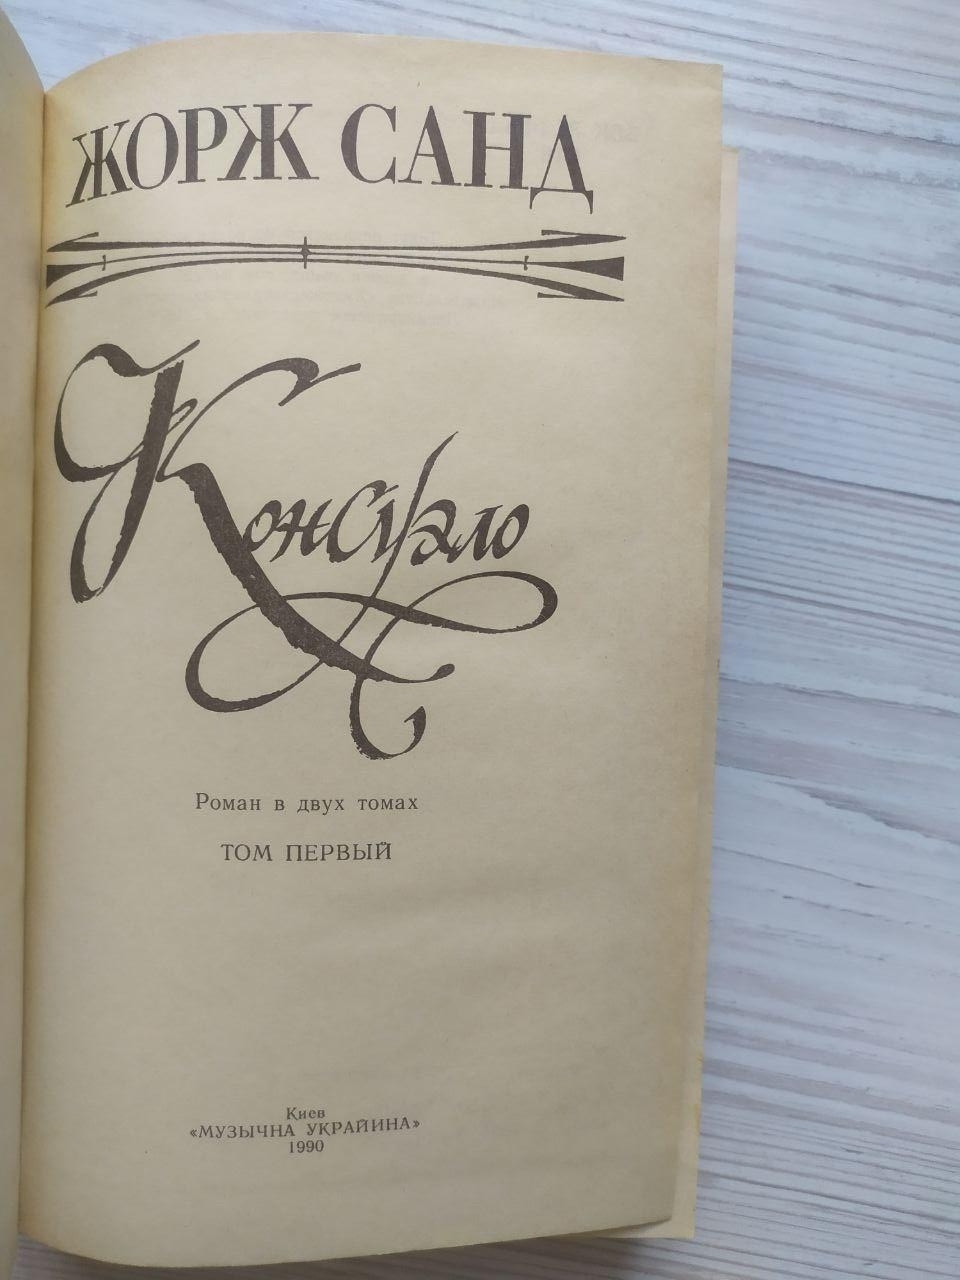 ЖОРЖ САНД
Консуэло
Роман в двух томах
ТОМ ПЕРВЫЙ
Киев
«МУЗЫЧНА УКРАЙИНА»
1990